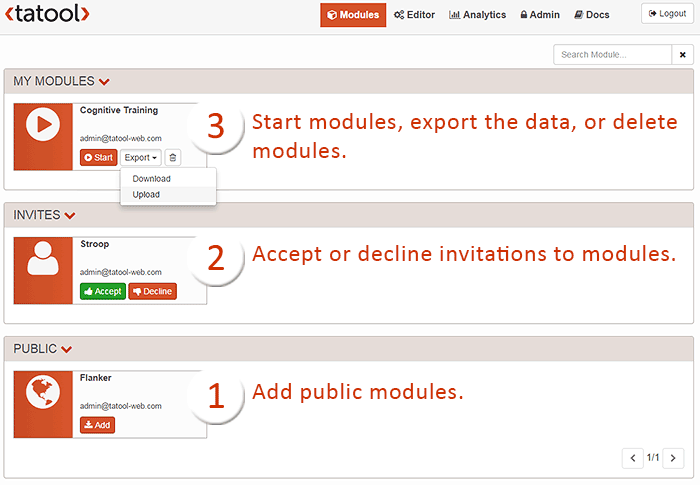 <tatool>
Modules Editor Analytics Admin Docs Logout
Search Module...
MY MODULES
Cognitive Training
admin@tatool-web.com
Start Export
Download
Upload
3 Start modules, export the data, or delete
modules.
INVITES
Stroop
admin@tatool-web.com
Accept Decline
2 Accept or decline invitations to modules.
PUBLIC
Flanker
admin@tatool-web.com
Add
1 Add public modules.
1/1